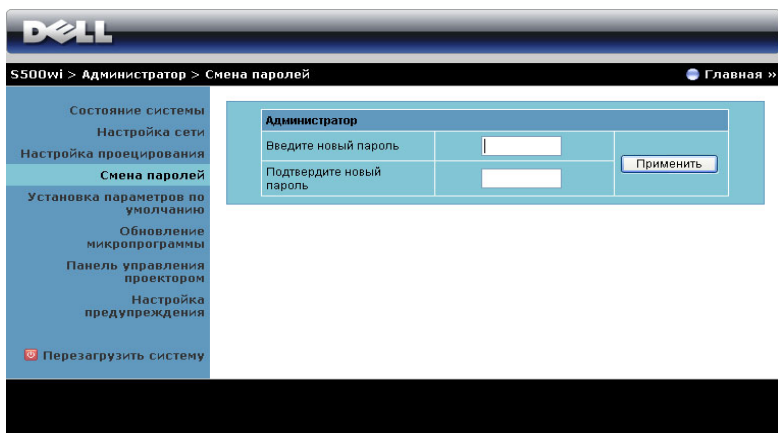 DELL
S500wi > Администратор > Смена паролей
Главная »
Состояние системы
Настройка сети
Настройка проецирования
Смена паролей
Установка параметров по
умолчанию
Обновление
микропрограммы
Панель управления
проектором
Настройка
предупреждения
Перезагрузить систему
Администратор
Введите новый пароль
Подтвердите новый
пароль
Применить